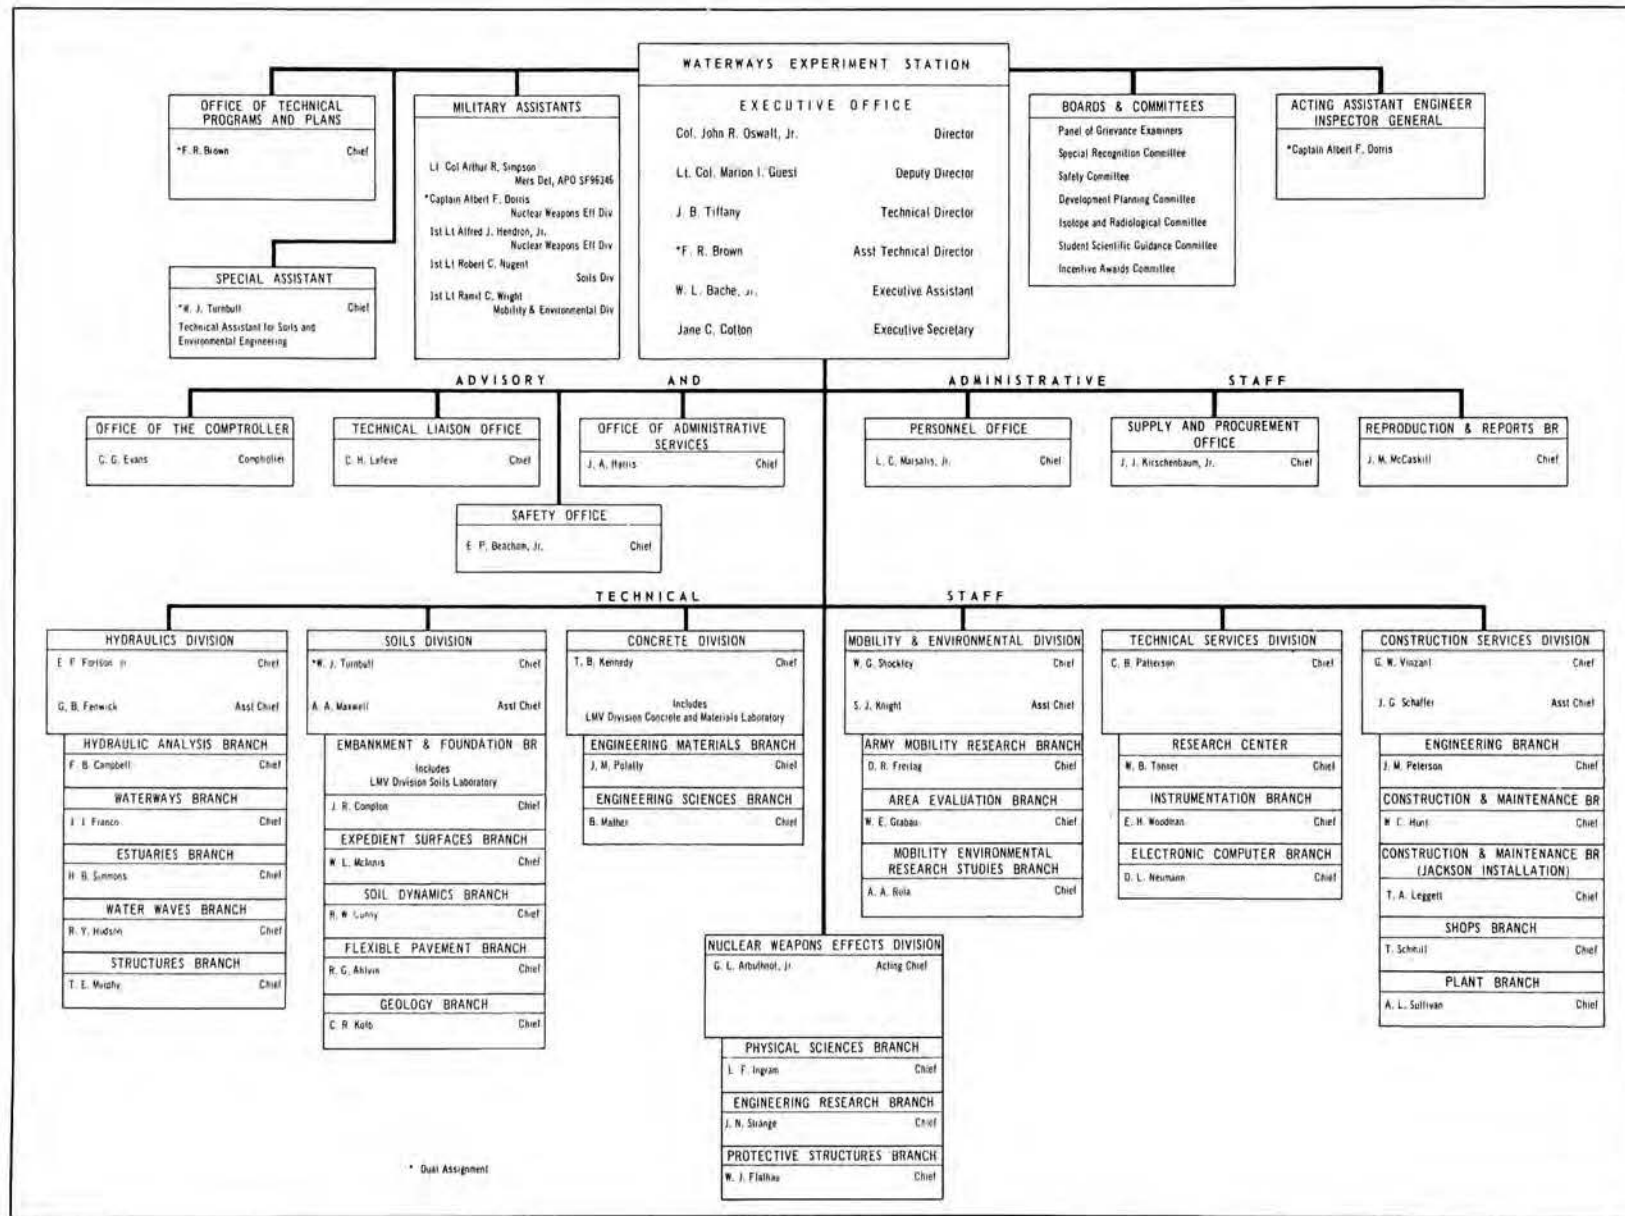 WATERWAYS EXPERIMENT STATION
EXECUTIVE OFFICE
Col. John R. Oswalt, Jr. Director
Lt. Col. Marion I. Guest Deputy Director
J. B. Tiffany Technical Director
*F. R. Brown Asst Technical Director
W. L. Bache, Jr. Executive Assistant
Jane C. Cotton Executive Secretary
OFFICE OF TECHNICAL
PROGRAMS AND PLANS
*F. R. Brown Chief
SPECIAL ASSISTANT
*W. J. Turnbull Chief
Technical Assistant for Soils and
Environmental Engineering
MILITARY ASSISTANTS
Lt Col Arthur R. Simpson
Mers Det, APO SF96346
*Captain Albert F. Dorris
Nuclear Weapons Eff Div
1st Lt Alfred J. Hendron, Jr.
Nuclear Weapons Eff Div
1st Lt Robert C. Nugent
Soils Div
1st Lt C. Wright
Mobility & Environmental Div
BOARDS & COMMITTEES
Panel of Grievance Examiners
Special Recognition Committee
Safety Committee
Development Planning Committee
Isotope and Radiological Committee
Student Scientific Guidance Committee
Incentive Awards Committee
ACTING ASSISTANT ENGINEER
INSPECTOR GENERAL
*Captain Albert F. Dorris
ADVISORY AND ADMINISTRATIVE STAFF
OFFICE OF THE COMPTROLLER
C. G. Evans Comptroller
TECHNICAL LIAISON OFFICE
C. H. Lefeve Chief
OFFICE OF ADMINISTRATIVE
SERVICES
J. A. Harris Chief
PERSONNEL OFFICE
L. C. Marsalis, Jr. Chief
SUPPLY AND PROCUREMENT
OFFICE
J. J. Kirschenbaum, Jr. Chief
REPRODUCTION & REPORTS BR
J. M. McCaskill Chief
SAFETY OFFICE
E P. Beacham, Jr. Chief
TECHNICAL STAFF
HYDRAULICS DIVISION
E P Fortson Jr Chief
G. B. Fenwick Asst Chief
HYDRAULIC ANALYSIS BRANCH
F. B. Campbell Chief
WATERWAYS BRANCH
J. J. Franco Chief
ESTUARIES BRANCH
H. B. Simmons Chief
WATER WAVES BRANCH
R. Y. Hudson Chief
STRUCTURES BRANCH
T. E. Murphy Chief
SOILS DIVISION
*W. J. Turnbull Chief
A. A. Maxwell Asst Chief
EMBANKMENT & FOUNDATION BR
Includes
LMV Division Soils Laboratory
J. R. Compton Chief
EXPEDIENT SURFACES BRANCH
W. L. McInnis Chief
SOIL DYNAMICS BRANCH
R. W. Cunny Chief
FLEXIBLE PAVEMENT BRANCH
R. G. Ahlvin Chief
GEOLOGY BRANCH
C. R. Kolb Chief
CONCRETE DIVISION
T. B. Kennedy Chief
Includes
LMV Division Concrete and Materials Laboratory
ENGINEERING MATERIALS BRANCH
J. M. Polatty Chief
ENGINEERING SCIENCES BRANCH
B. Mather Chief
MOBILITY & ENVIRONMENTAL DIVISION
W. G. Shockley Chief
S. J. Knight Asst Chief
ARMY MOBILITY RESEARCH BRANCH
D. R. Freitag Chief
AREA EVALUATION BRANCH
W. E. Grabau Chief
MOBILITY ENVIRONMENTAL
RESEARCH STUDIES BRANCH
A. A. Rula Chief
TECHNICAL SERVICES DIVISION
C. B. Patterson Chief
RESEARCH CENTER
W. B. Tanner Chief
INSTRUMENTATION BRANCH
E. H. Woodman Chief
ELECTRONIC COMPUTER BRANCH
D. L. Neumann Chief
CONSTRUCTION SERVICES DIVISION
G. W. Vinzant Chief
J. G. Schaffer Asst Chief
ENGINEERING BRANCH
J. M. Peterson Chief
CONSTRUCTION & MAINTENANCE BR
W C. Hunt Chief
CONSTRUCTION & MAINTENANCE BR
(JACKSON INSTALLATION)
T. A. Leggett Chief
SHOPS BRANCH
T. Schmill Chief
PLANT BRANCH
A. L. Sullivan Chief
NUCLEAR WEAPONS EFFECTS DIVISION
G. L. Arbuthnot, Jr. Acting Chief
PHYSICAL SCIENCES BRANCH
L F. Ingram Chief
ENGINEERING RESEARCH BRANCH
J. N. Strange Chief
PROTECTIVE STRUCTURES BRANCH
W. J. Flathau Chief
* Dual Assignment